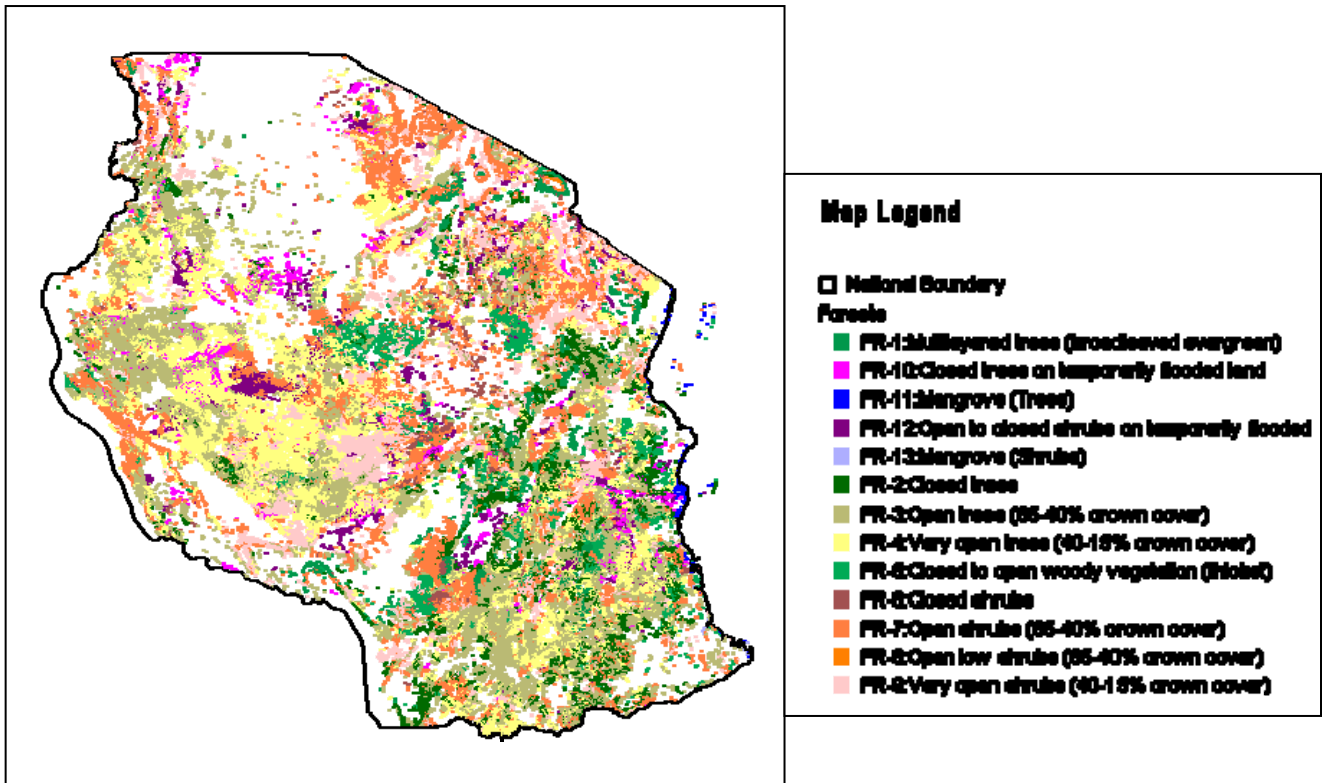 Map Legend
National Boundary
Forests
FR-1:Multilayered trees (broadleaved evergreen)
FR-10:Closed trees on temporarily flooded land
FR-11:Mangrove (Trees)
FR-12:Open to closed shrubs on temporarily flooded
FR-13:Mangrove (Shrubs)
FR-2:Closed trees
FR-3:Open trees (65-40% crown cover)
FR-4:Very open trees (40-15% crown cover)
FR-5:Closed to open woody vegetation (thicket)
FR-6:Closed shrubs
FR-7:Open shrubs (65-40% crown cover)
FR-8:Open low shrubs (65-40% crown cover)
FR-9:Very open shrubs (40-15% crown cover)